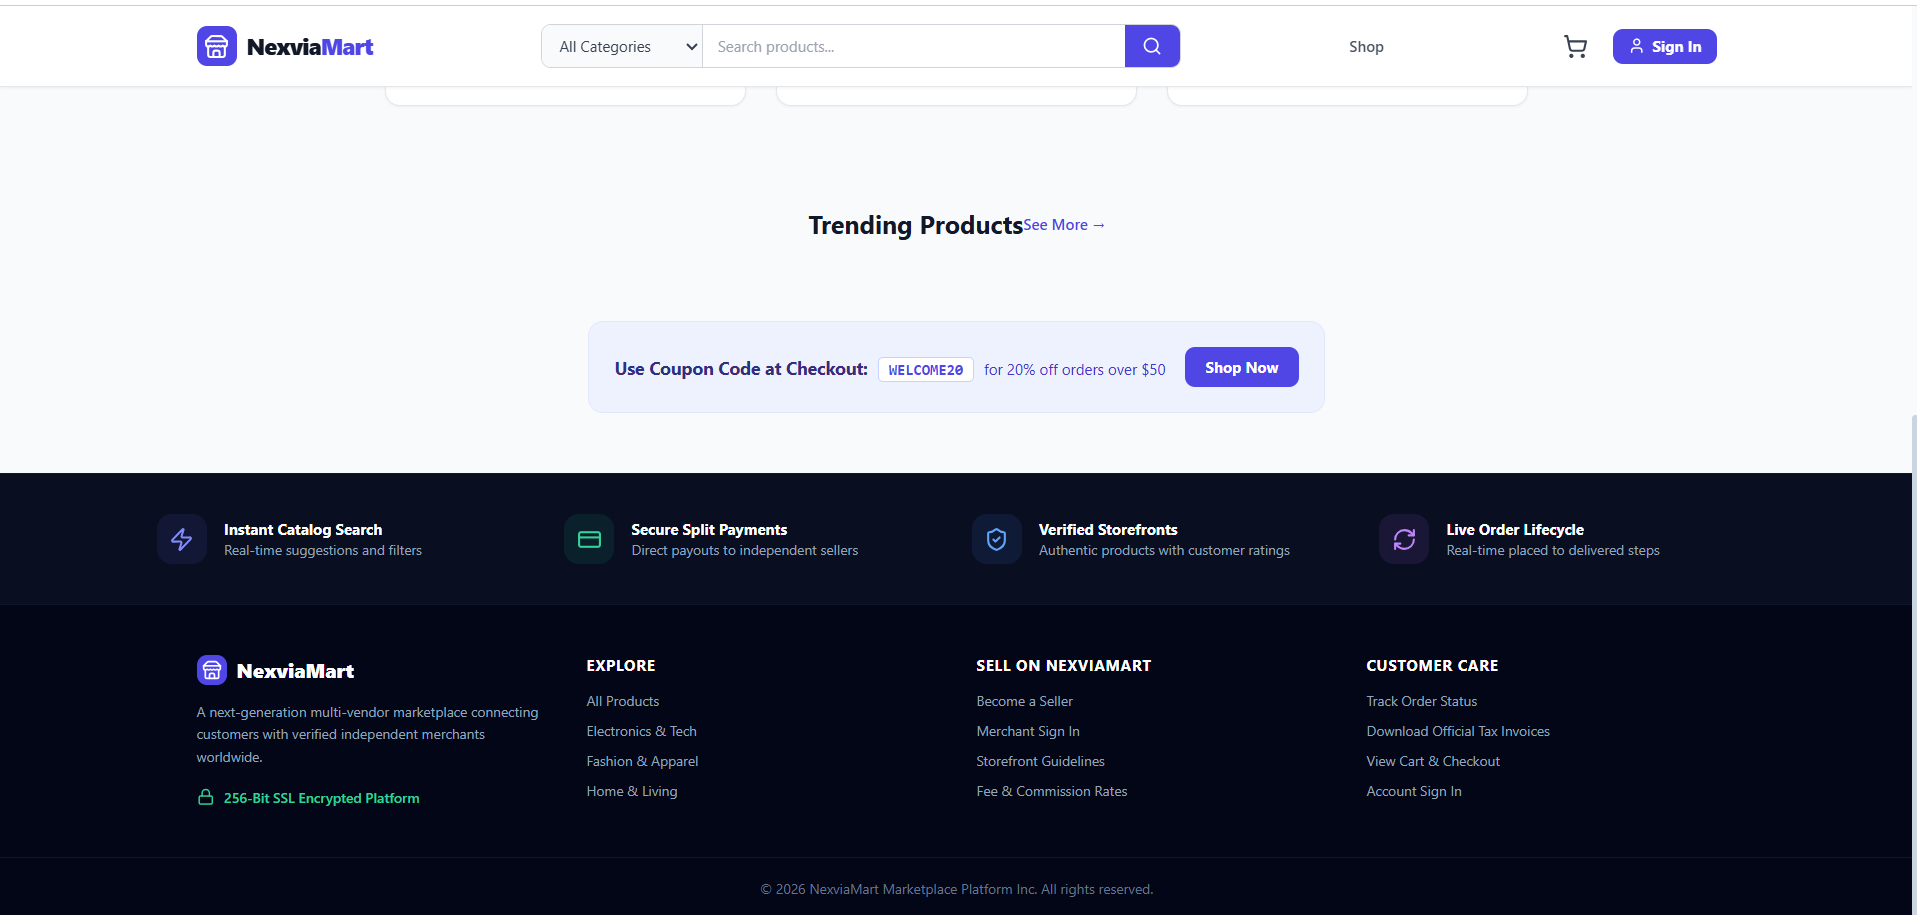 NexviaMart
All Categories
Search products...
Shop
Sign In
Trending Products See More →
Use Coupon Code at Checkout: WELCOME20 for 20% off orders over $50 Shop Now
Instant Catalog Search
Real-time suggestions and filters
Secure Split Payments
Direct payouts to independent sellers
Verified Storefronts
Authentic products with customer ratings
Live Order Lifecycle
Real-time placed to delivered steps
NexviaMart
A next-generation multi-vendor marketplace connecting
customers with verified independent merchants
worldwide.
256-Bit SSL Encrypted Platform
EXPLORE
All Products
Electronics & Tech
Fashion & Apparel
Home & Living
SELL ON NEXVIAMART
Become a Seller
Merchant Sign In
Storefront Guidelines
Fee & Commission Rates
CUSTOMER CARE
Track Order Status
Download Official Tax Invoices
View Cart & Checkout
Account Sign In
© 2026 NexviaMart Marketplace Platform Inc. All rights reserved.